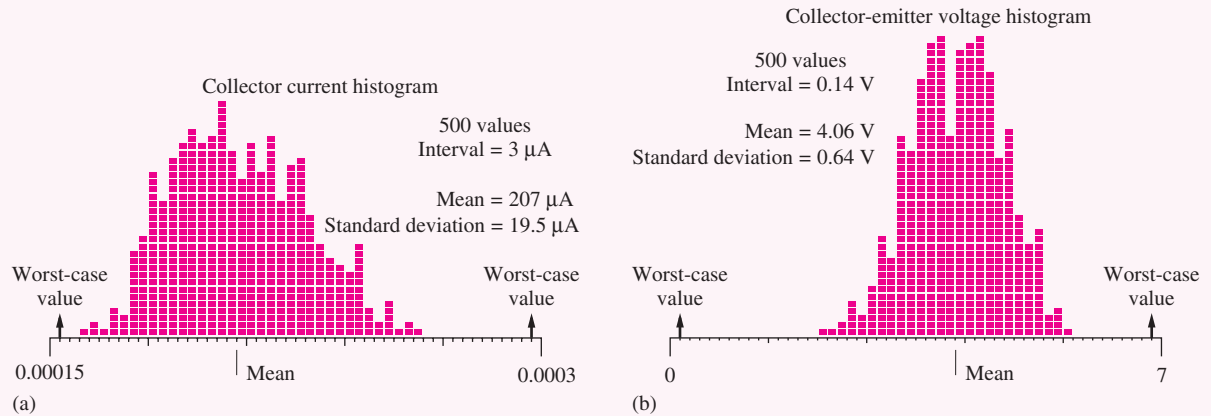 Collector current histogram
500 values
Interval = 3 μA
Mean = 207 μA
Standard deviation = 19.5 μA
Worst-case
value
Worst-case
value
0.00015
Mean
0.0003
(a)
Collector-emitter voltage histogram
500 values
Interval = 0.14 V
Mean = 4.06 V
Standard deviation = 0.64 V
Worst-case
value
Worst-case
value
0
Mean
7
(b)